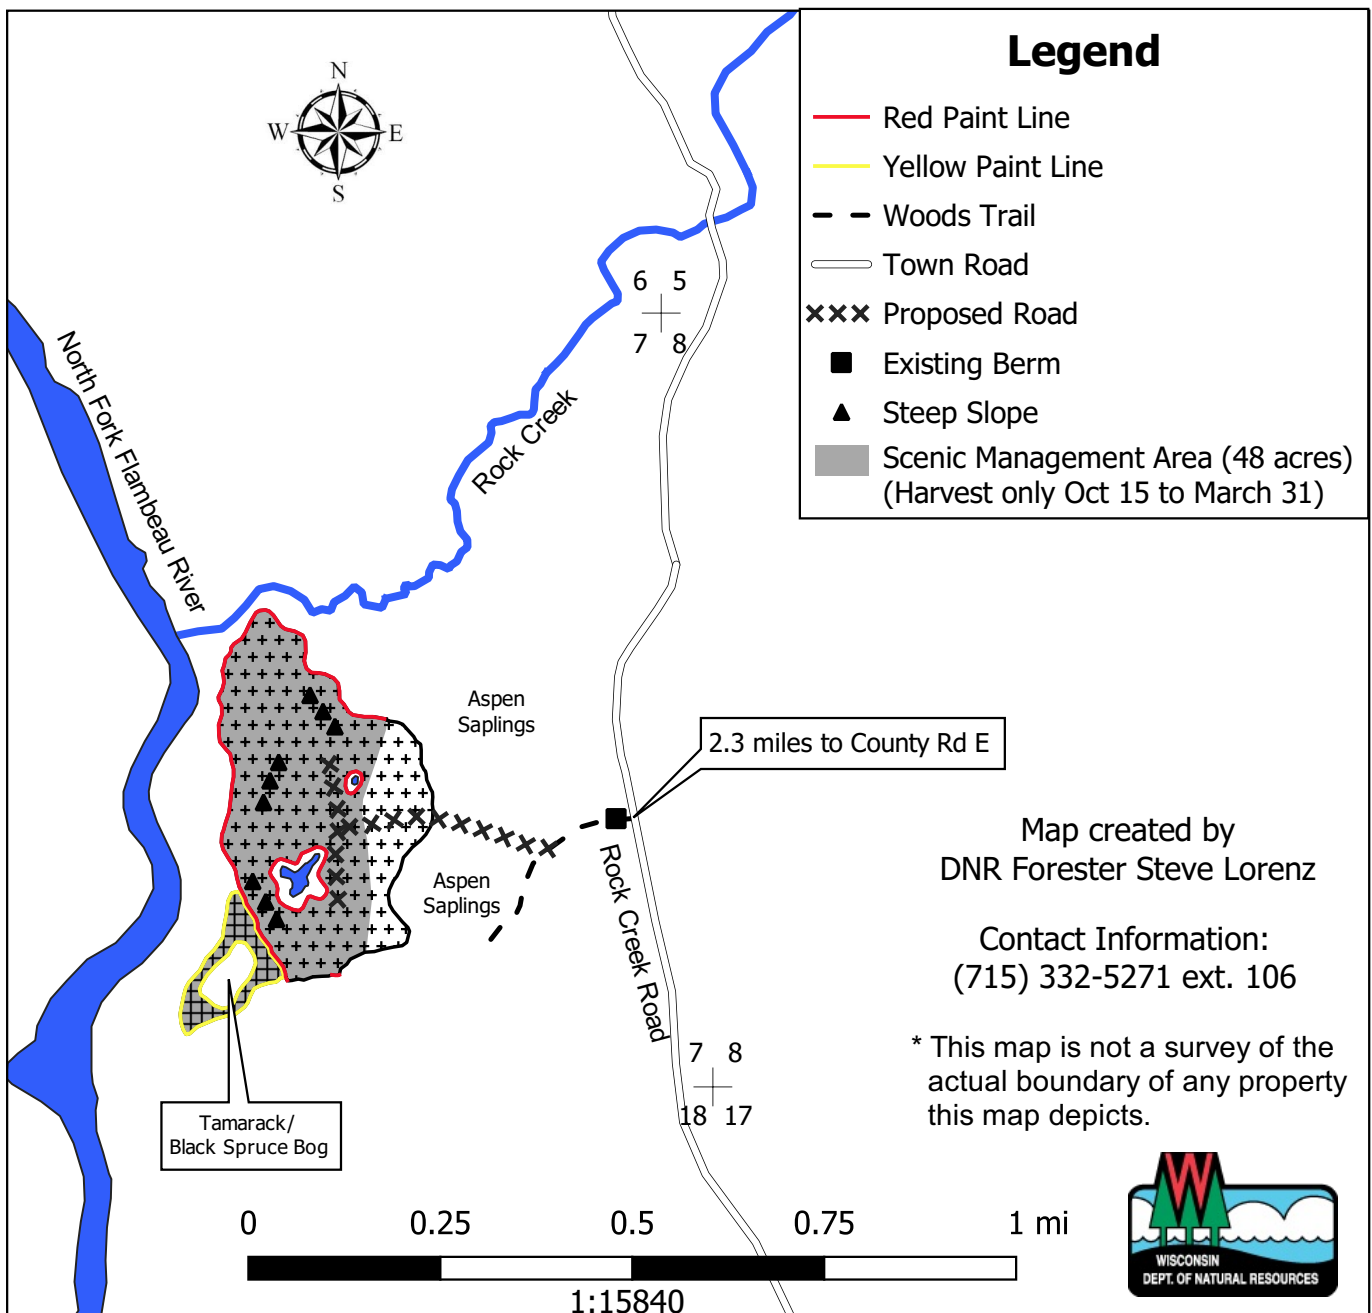 Legend
Red Paint Line
Yellow Paint Line
Woods Trail
Town Road
Proposed Road
Existing Berm
Steep Slope
Scenic Management Area (48 acres)
(Harvest only Oct 15 to March 31)
N
W E
S
6 5
7 8
North Fork Flambeau River
Rock Creek
Aspen
Saplings
2.3 miles to County Rd E
Aspen
Saplings
Rock Creek Road
Map created by
DNR Forester Steve Lorenz
Contact Information:
(715) 332-5271 ext. 106
* This map is not a survey of the
actual boundary of any property
this map depicts.
7 8
18 17
Tamarack/
Black Spruce Bog
0 0.25 0.5 0.75 1 mi
1:15840
W
WISCONSIN
DEPT. OF NATURAL RESOURCES